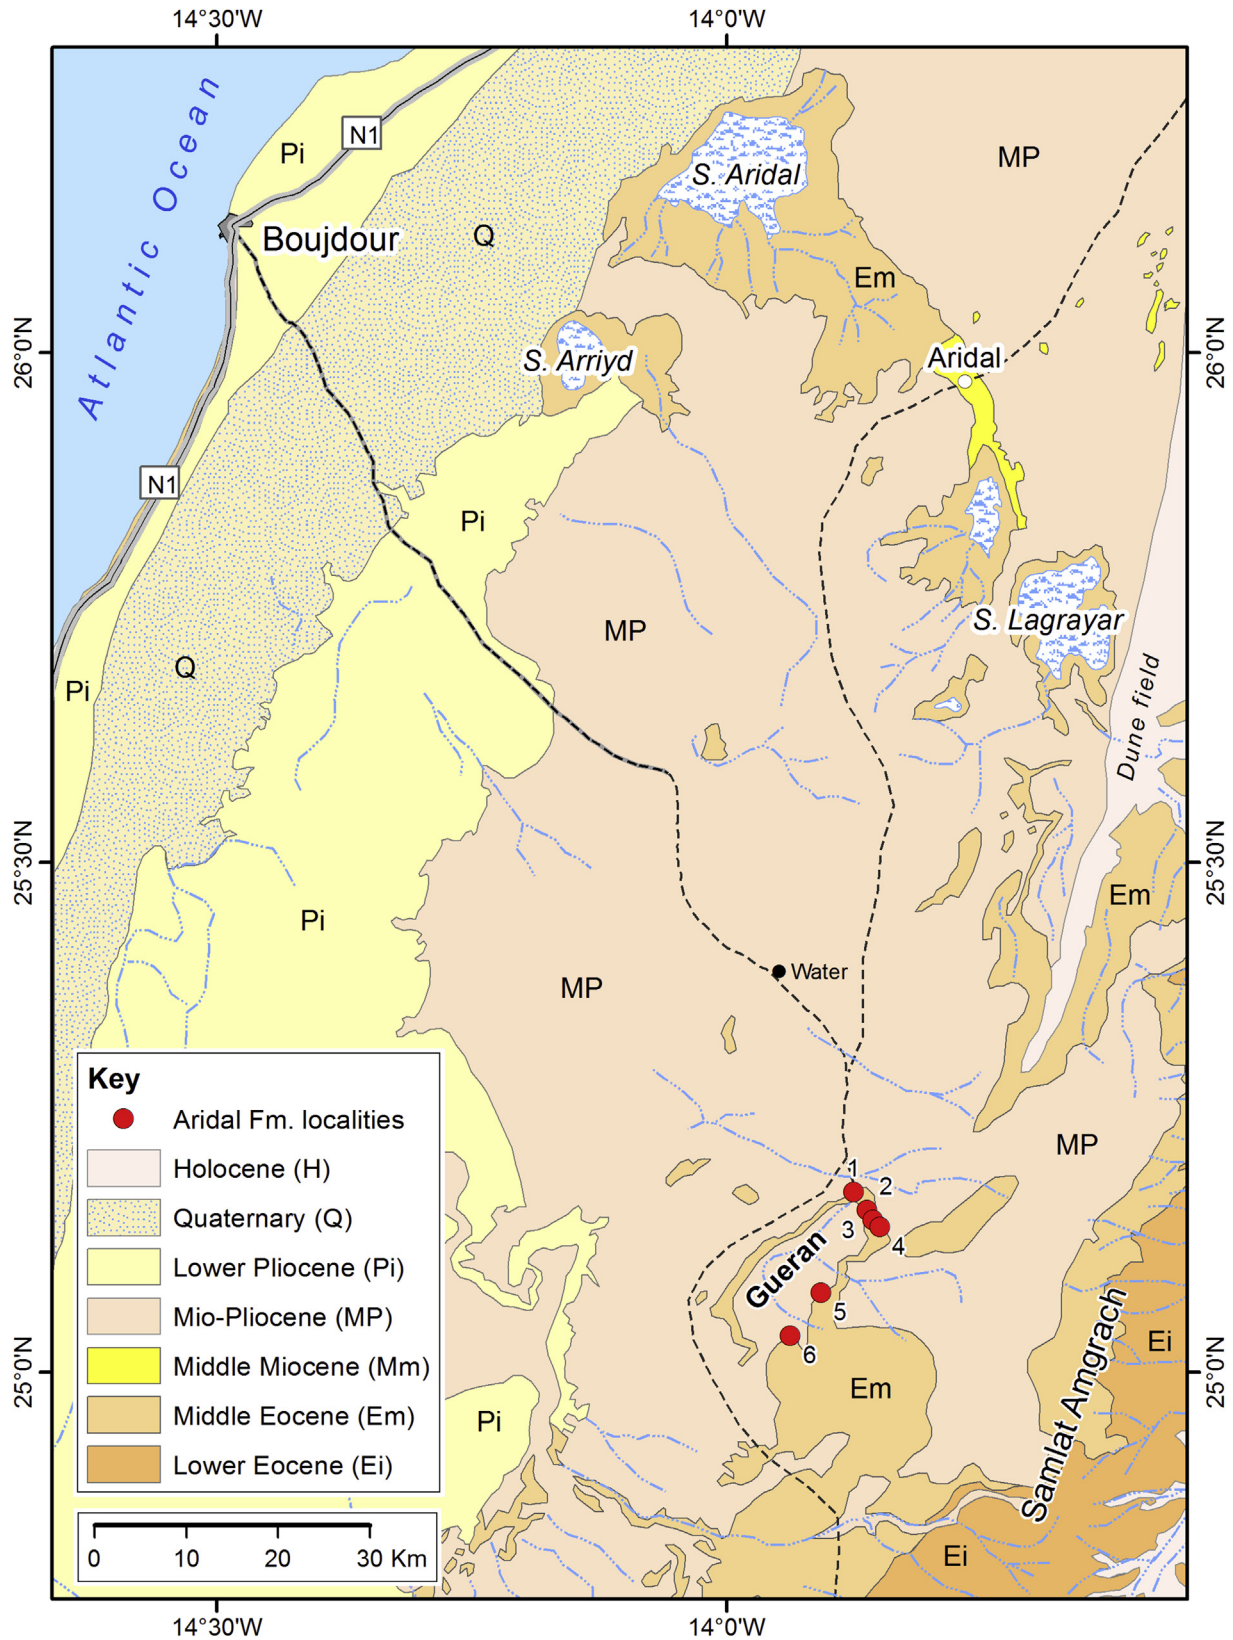 14°30'W
14°0'W
Atlantic Ocean
N1
Pi
MP
S. Aridal
Boujdour
Q
Em
26°0'N
26°0'N
S. Arriyd
Aridal
N1
Pi
MP
S. Lagrayar
Q
Pi
Dune field
25°30'N
25°30'N
Em
Pi
Water
MP
MP
Key
Aridal Fm. localities
Holocene (H)
Quaternary (Q)
Lower Pliocene (Pi)
Mio-Pliocene (MP)
Middle Miocene (Mm)
Middle Eocene (Em)
Lower Eocene (Ei)
0 10 20 30 Km
1
2
3
4
Gueran
5
6
25°0'N
25°0'N
Ei
Em
Samlat Amgrach
Pi
Ei
14°30'W
14°0'W